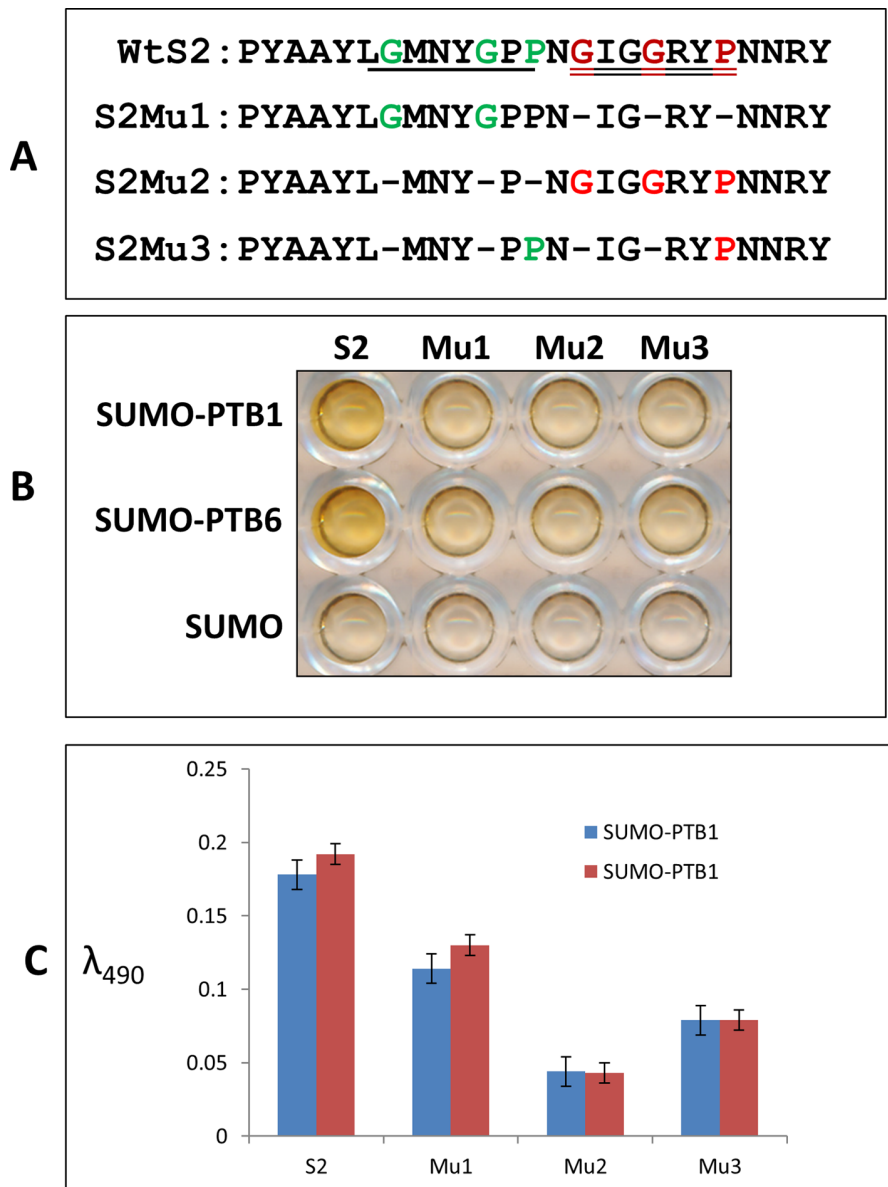 A
WtS2:PYAAYLGMNYGPPNGIGGRYPNNRY
S2Mu1:PYAAYLGMNYGPPN-IG-RY-NNRY
S2Mu2:PYAAYL-MNY-P-NGIGGRYPNNRY
S2Mu3:PYAAYL-MNY-PPN-IG-RYPNNRY
B
S2 Mu1 Mu2 Mu3
SUMO-PTB1
SUMO-PTB6
SUMO
C
λ490
0.25
0.2
0.15
0.1
0.05
0
SUMO-PTB1
SUMO-PTB1
S2 Mu1 Mu2 Mu3